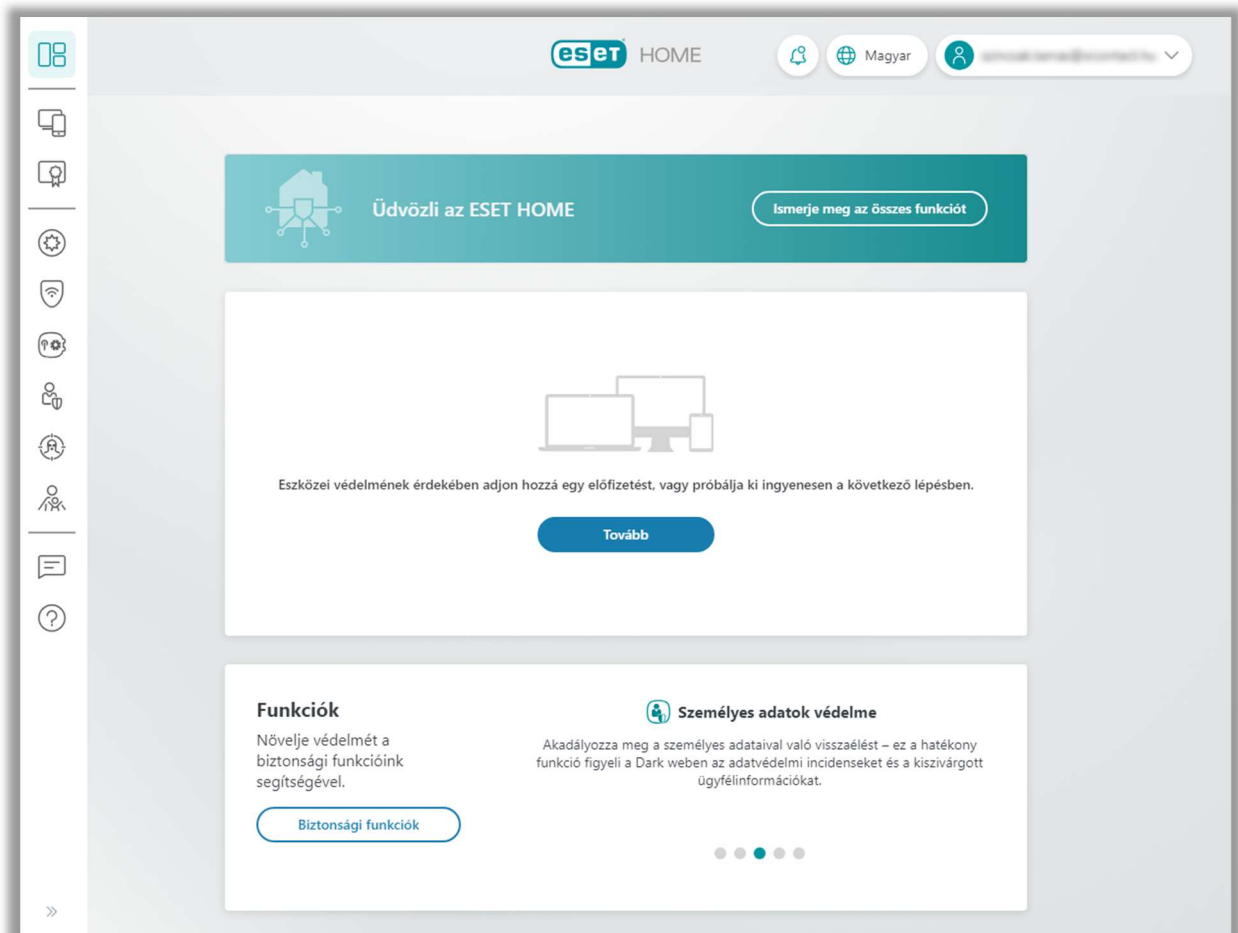 eset HOME
Magyar
Üdvözli az ESET HOME
Ismerje meg az összes funkciót
Eszközei védelmének érdekében adjon hozzá egy előfizetést, vagy próbálja ki ingyenesen a következő lépésben.
Tovább
Funkciók
Növelje védelmét a
biztonsági funkcióink
segítségével.
Biztonsági funkciók
Személyes adatok védelme
Akadályozza meg a személyes adataival való visszaélést – ez a hatékony
funkció figyeli a Dark weben az adatvédelmi incidenseket és a kiszivárgott
ügyfélinformációkat.